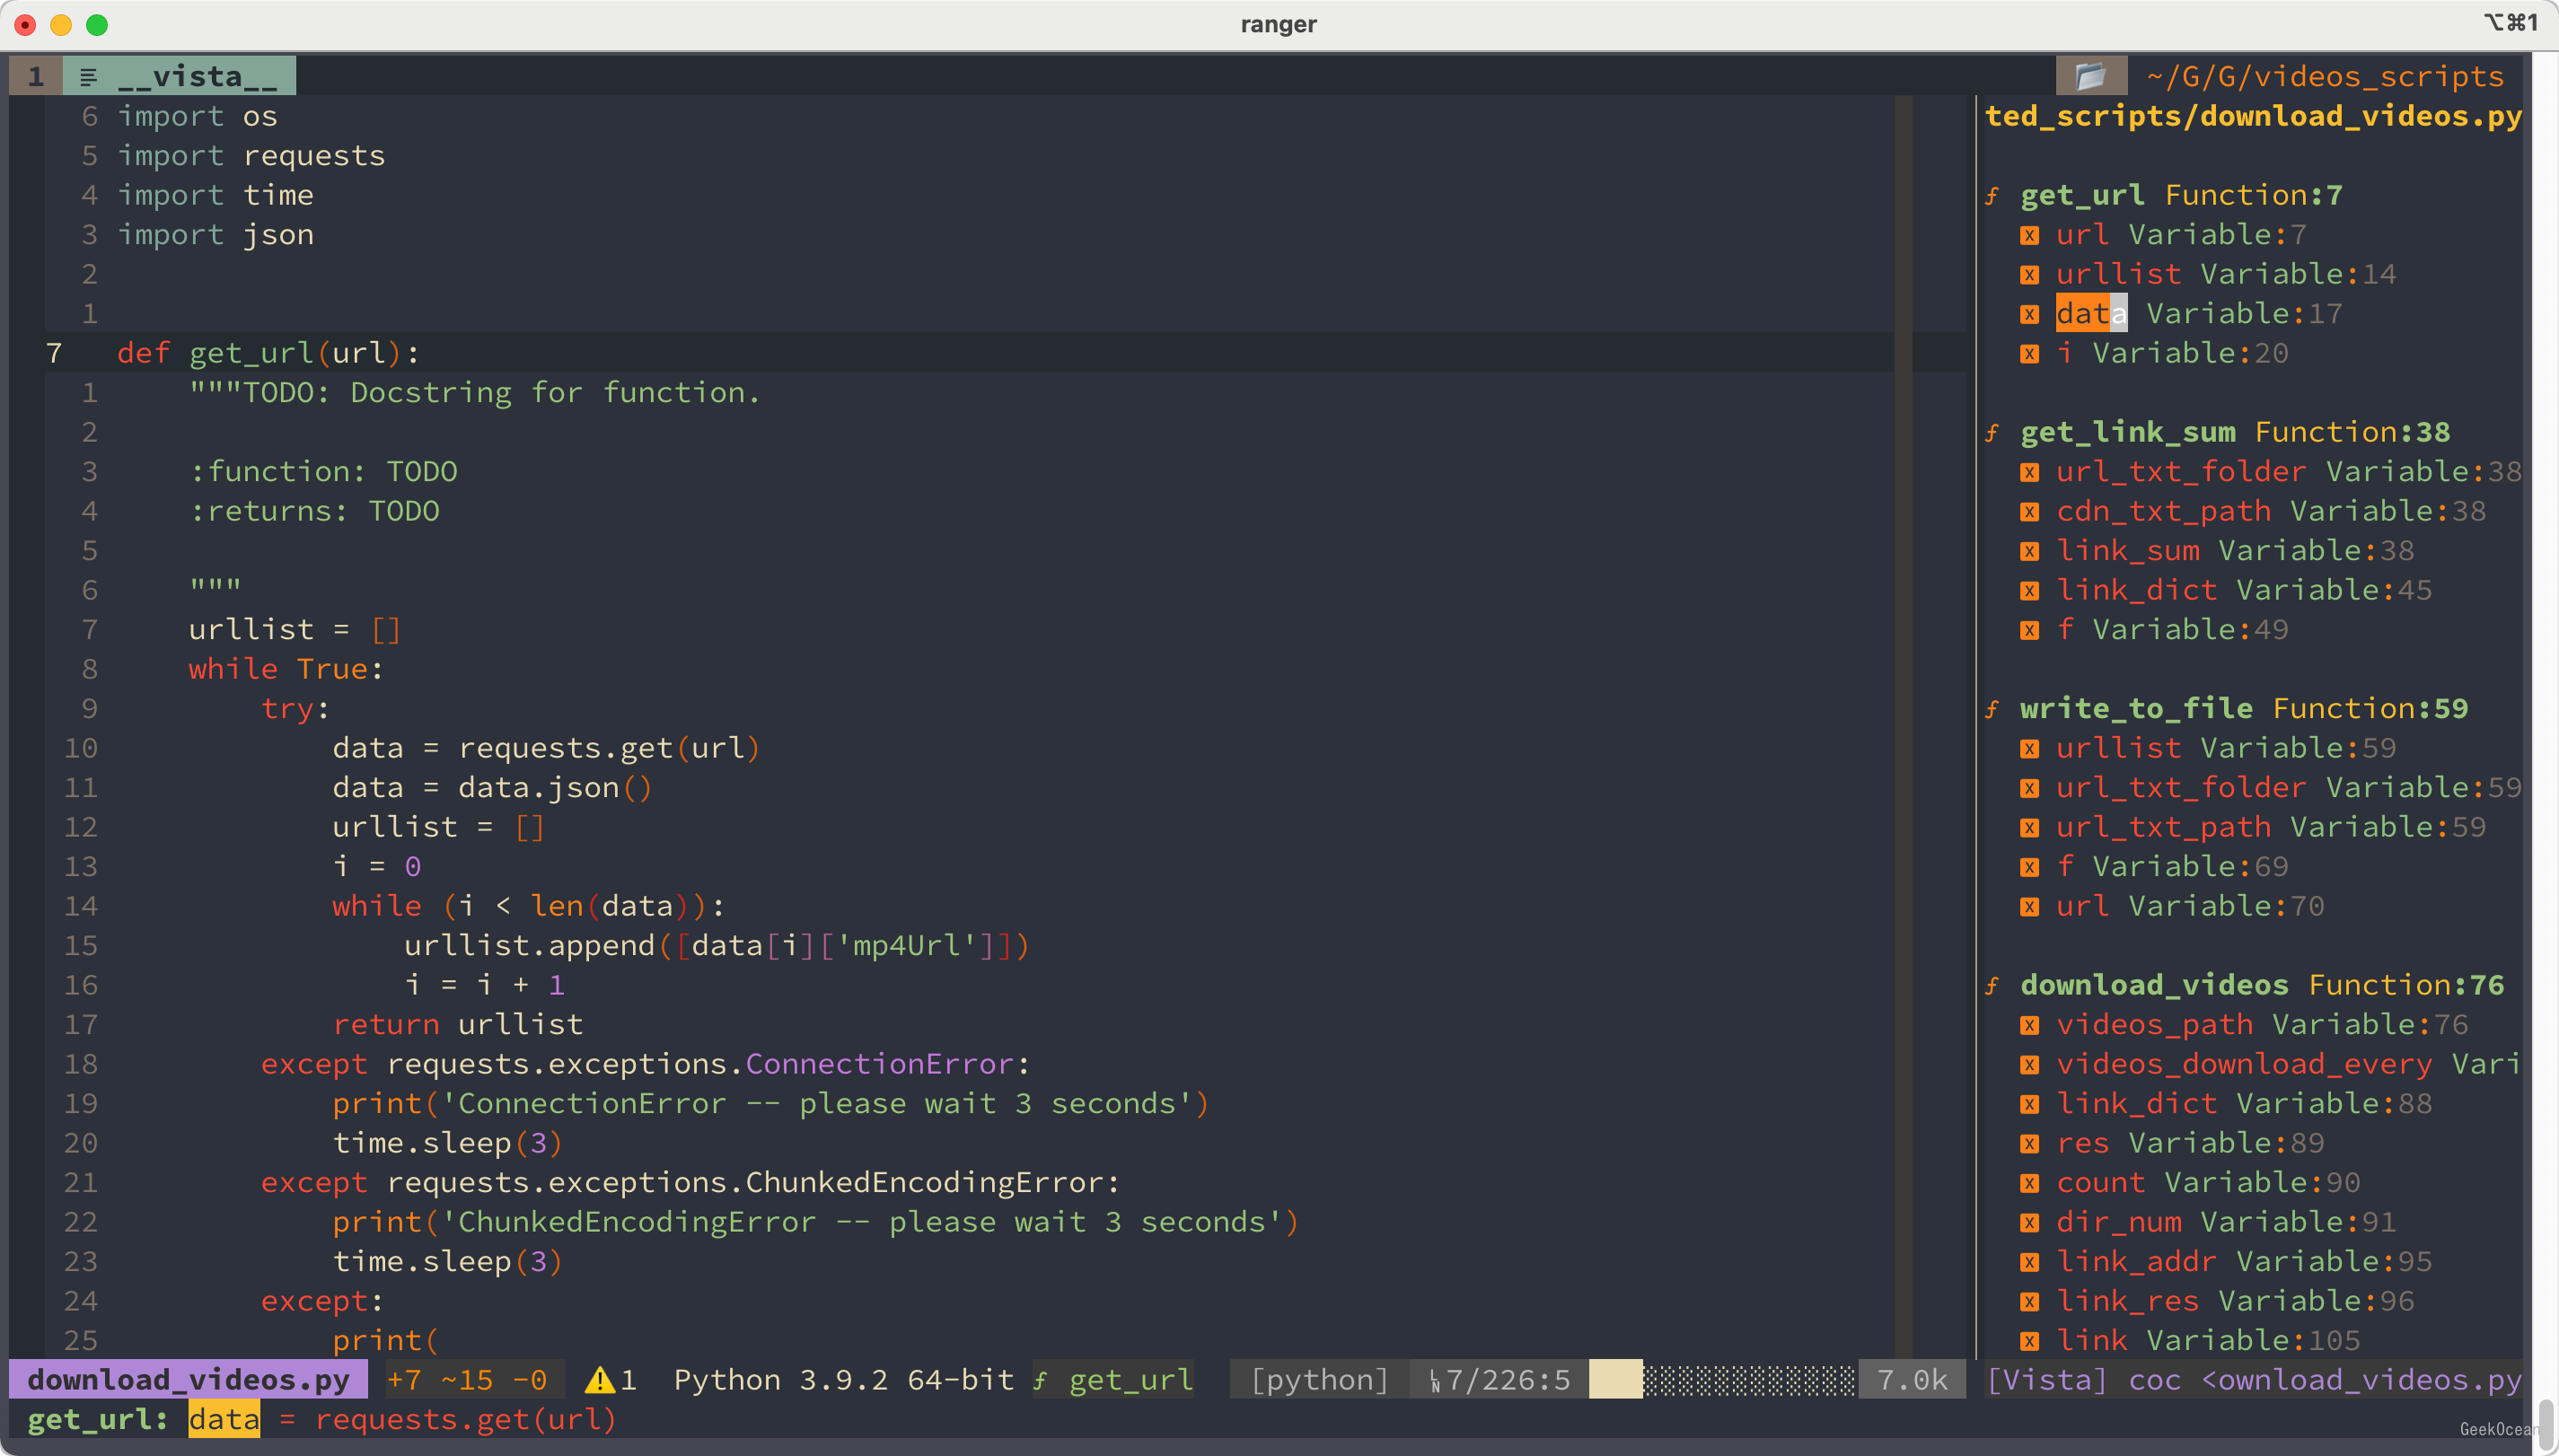 ranger
⌥⌘1
1 __vista__
~/G/G/videos_scripts
6 import os
5 import requests
4 import time
3 import json
2
1
7 def get_url(url):
1 """TODO: Docstring for function.
2
3 :function: TODO
4 :returns: TODO
5
6 """
7 urllist = []
8 while True:
9 try:
10 data = requests.get(url)
11 data = data.json()
12 urllist = []
13 i = 0
14 while (i < len(data)):
15 urllist.append([data[i]['mp4Url']])
16 i = i + 1
17 return urllist
18 except requests.exceptions.ConnectionError:
19 print('ConnectionError -- please wait 3 seconds')
20 time.sleep(3)
21 except requests.exceptions.ChunkedEncodingError:
22 print('ChunkedEncodingError -- please wait 3 seconds')
23 time.sleep(3)
24 except:
25 print(
ted_scripts/download_videos.py
ƒ get_url Function:7
x url Variable:7
x urllist Variable:14
x data Variable:17
x i Variable:20
ƒ get_link_sum Function:38
x url_txt_folder Variable:38
x cdn_txt_path Variable:38
x link_sum Variable:38
x link_dict Variable:45
x f Variable:49
ƒ write_to_file Function:59
x urllist Variable:59
x url_txt_folder Variable:59
x url_txt_path Variable:59
x f Variable:69
x url Variable:70
ƒ download_videos Function:76
x videos_path Variable:76
x videos_download_every Vari
x link_dict Variable:88
x res Variable:89
x count Variable:90
x dir_num Variable:91
x link_addr Variable:95
x link_res Variable:96
x link Variable:105
download_videos.py +7 ~15 -0 ⚠1 Python 3.9.2 64-bit ƒ get_url [python] LN 7/226:5 7.0k
[Vista] coc <ownload_videos.py
get_url: data = requests.get(url)
GeekOcean